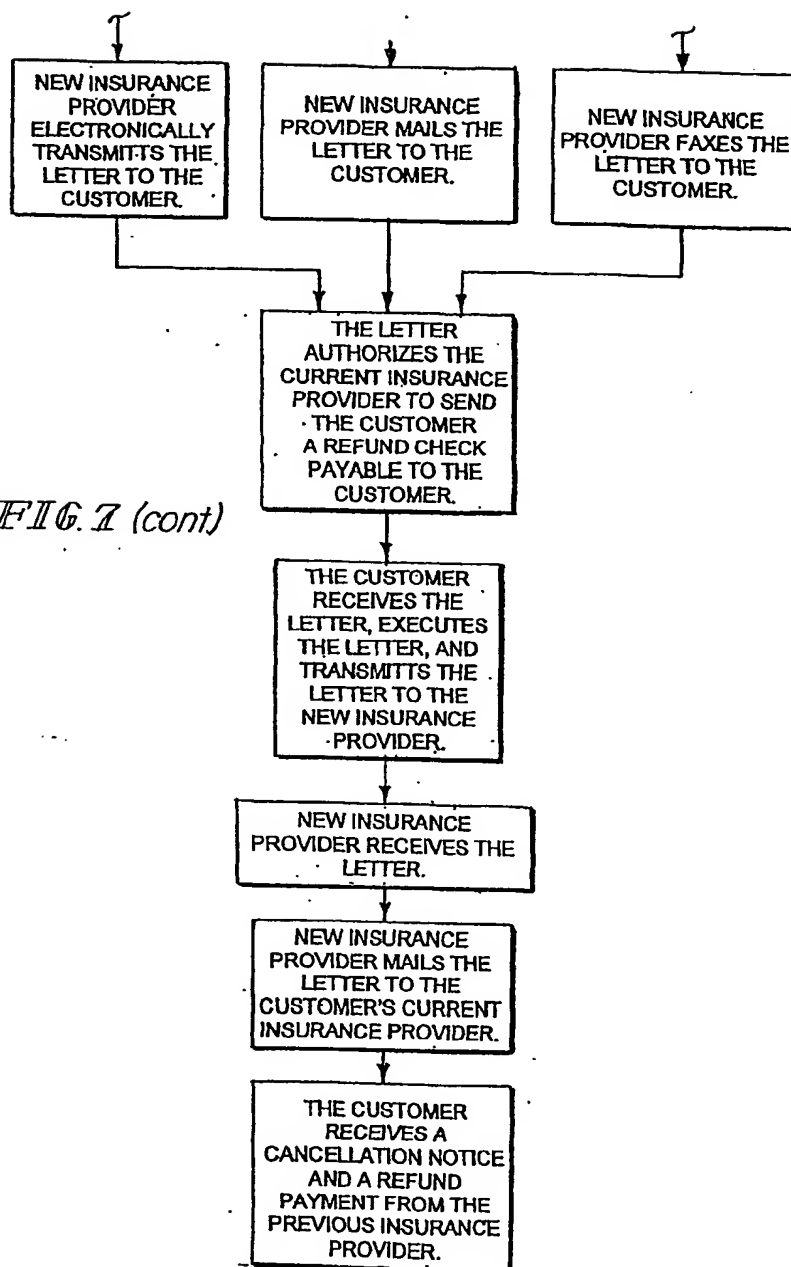 NEW INSURANCE
PROVIDER
ELECTRONICALLY
TRANSMITTS THE
LETTER TO THE
CUSTOMER.
NEW INSURANCE
PROVIDER MAILS THE
LETTER TO THE
CUSTOMER.
NEW INSURANCE
PROVIDER FAXES THE
LETTER TO THE
CUSTOMER.
THE LETTER
AUTHORIZES THE
CURRENT INSURANCE
PROVIDER TO SEND
THE CUSTOMER
A REFUND CHECK
PAYABLE TO THE
CUSTOMER.
FIG. 7 (cont)
THE CUSTOMER
RECEIVES THE
LETTER, EXECUTES
THE LETTER, AND
TRANSMITTS THE
LETTER TO THE
NEW INSURANCE
PROVIDER.
NEW INSURANCE
PROVIDER RECEIVES THE
LETTER.
NEW INSURANCE
PROVIDER MAILS THE
LETTER TO THE
CUSTOMER'S CURRENT
INSURANCE PROVIDER.
THE CUSTOMER
RECEIVES A
CANCELLATION NOTICE
AND A REFUND
PAYMENT FROM THE
PREVIOUS INSURANCE
PROVIDER.